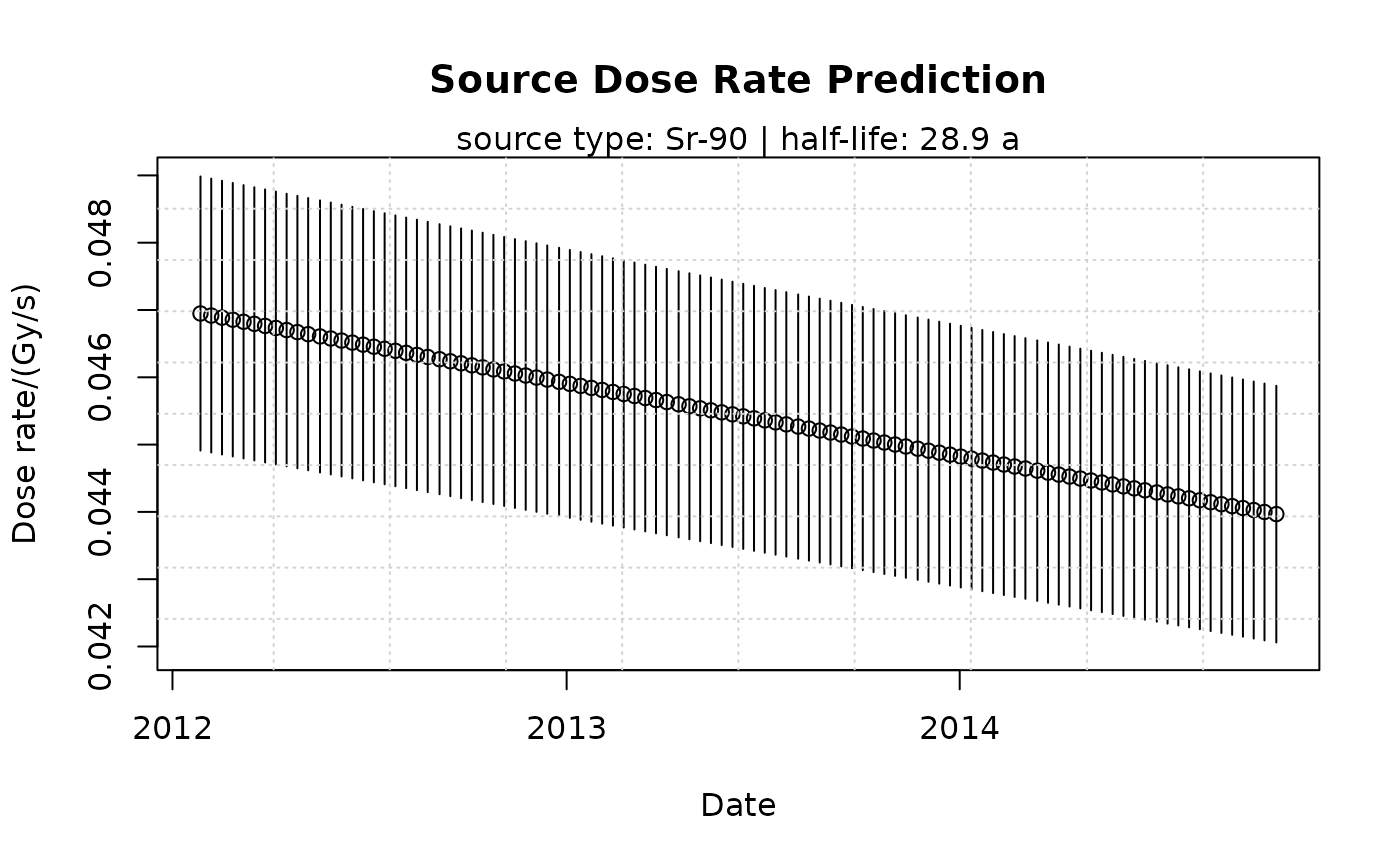 Source Dose Rate Prediction
source type: Sr-90 | half-life: 28.9 a
Dose rate/(Gy/s)
0.048
0.046
0.044
0.042
2012 2013 2014
Date